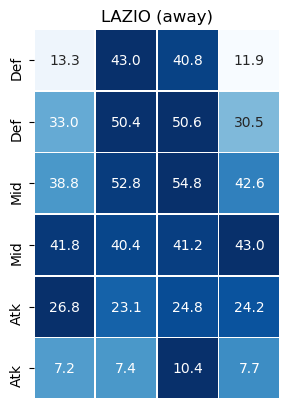 LAZIO (away)
Def 13.3 43.0 40.8 11.9
Def 33.0 50.4 50.6 30.5
Mid 38.8 52.8 54.8 42.6
Mid 41.8 40.4 41.2 43.0
Atk 26.8 23.1 24.8 24.2
Atk 7.2 7.4 10.4 7.7